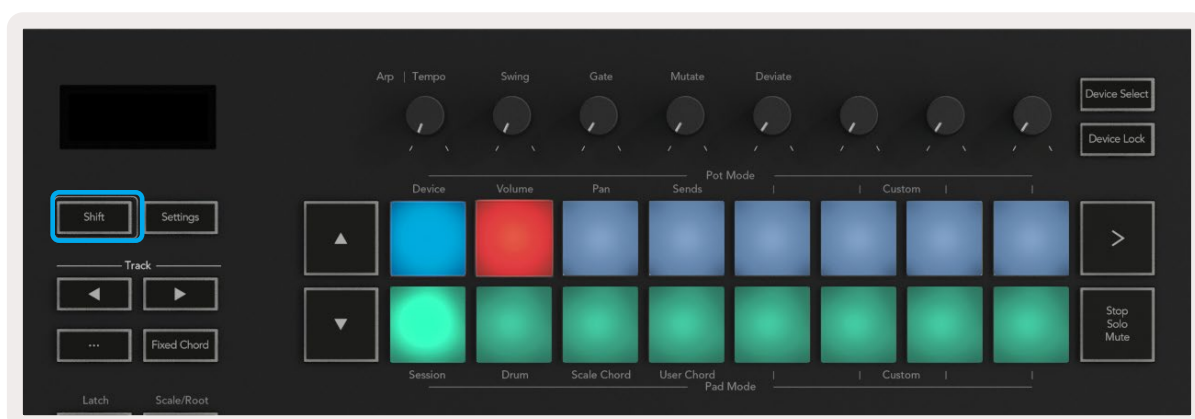 Arp | Tempo Swing Gate Mutate Deviate
Device Select
Device Lock
Pot Mode
Device Volume Pan Sends Custom
Shift Settings
Track
... Fixed Chord
Stop
Solo
Mute
Session Drum Scale Chord User Chord Custom
Pad Mode
Latch Scale/Root